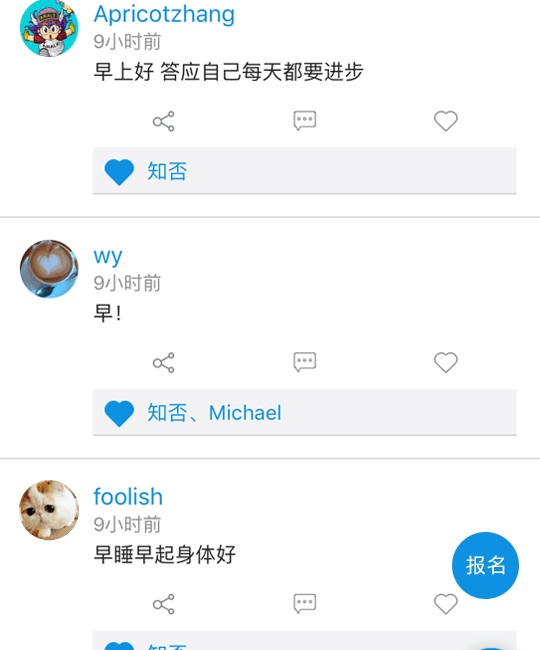 Apricotzhang
9小时前
早上好 答应自己每天都要进步
知否
wy
9小时前
早！
知否、Michael
foolish
9小时前
早睡早起身体好
报名